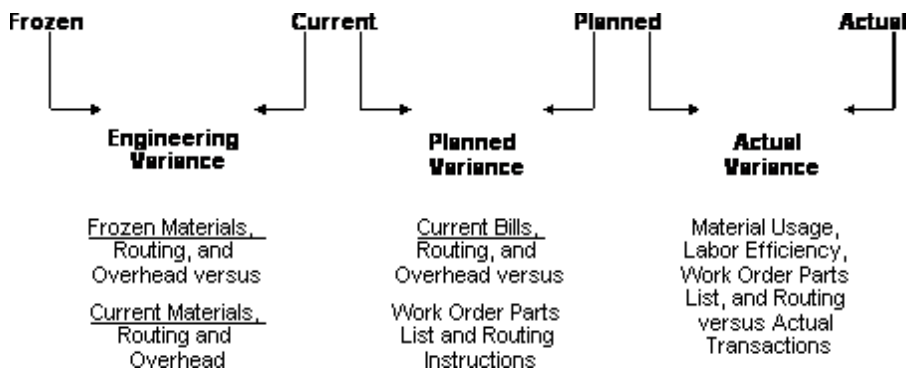 Frozen Current Planned Actual
Engineering
Variance
Planned
Variance
Actual
Variance
Frozen Materials,
Routing, and
Overhead versus
Current Materials,
Routing and
Overhead
Current Bills,
Routing, and
Overhead versus
Work Order Parts
List and Routing
Instructions
Material Usage,
Labor Efficiency,
Work Order Parts
List, and Routing
versus Actual
Transactions